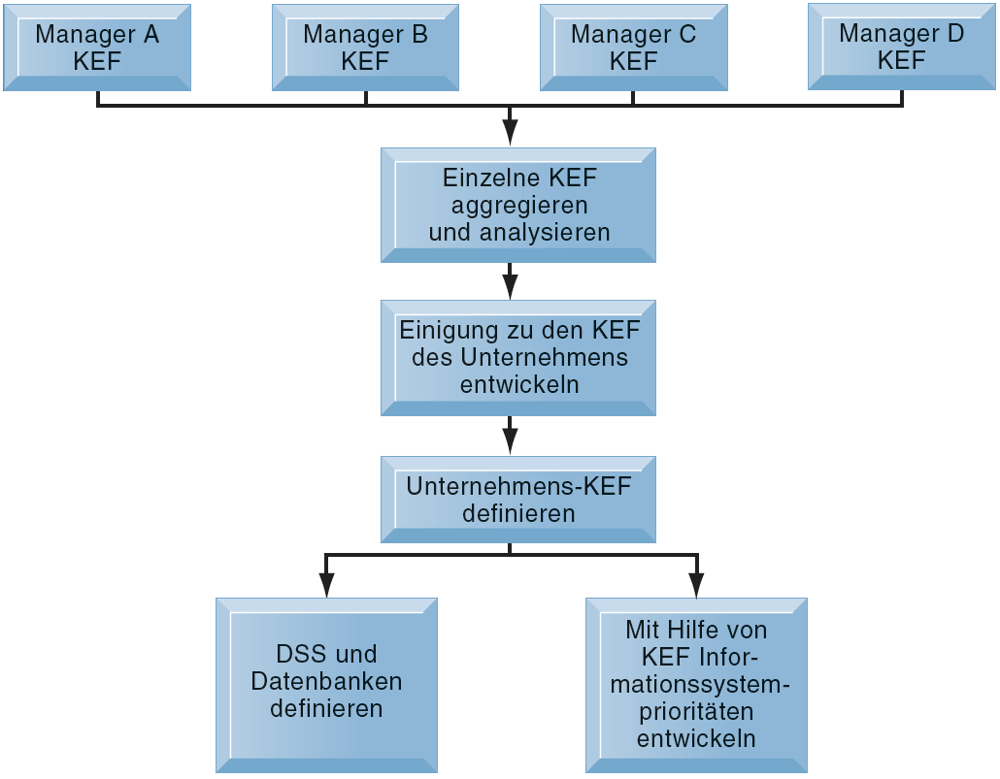 Manager A
KEF
Manager B
KEF
Manager C
KEF
Manager D
KEF
Einzelne KEF
aggregieren
und analysieren
Einigung zu den KEF
des Unternehmens
entwickeln
Unternehmens-KEF
definieren
DSS und
Datenbanken
definieren
Mit Hilfe von
KEF Infor-
mationssystem-
prioritäten
entwickeln